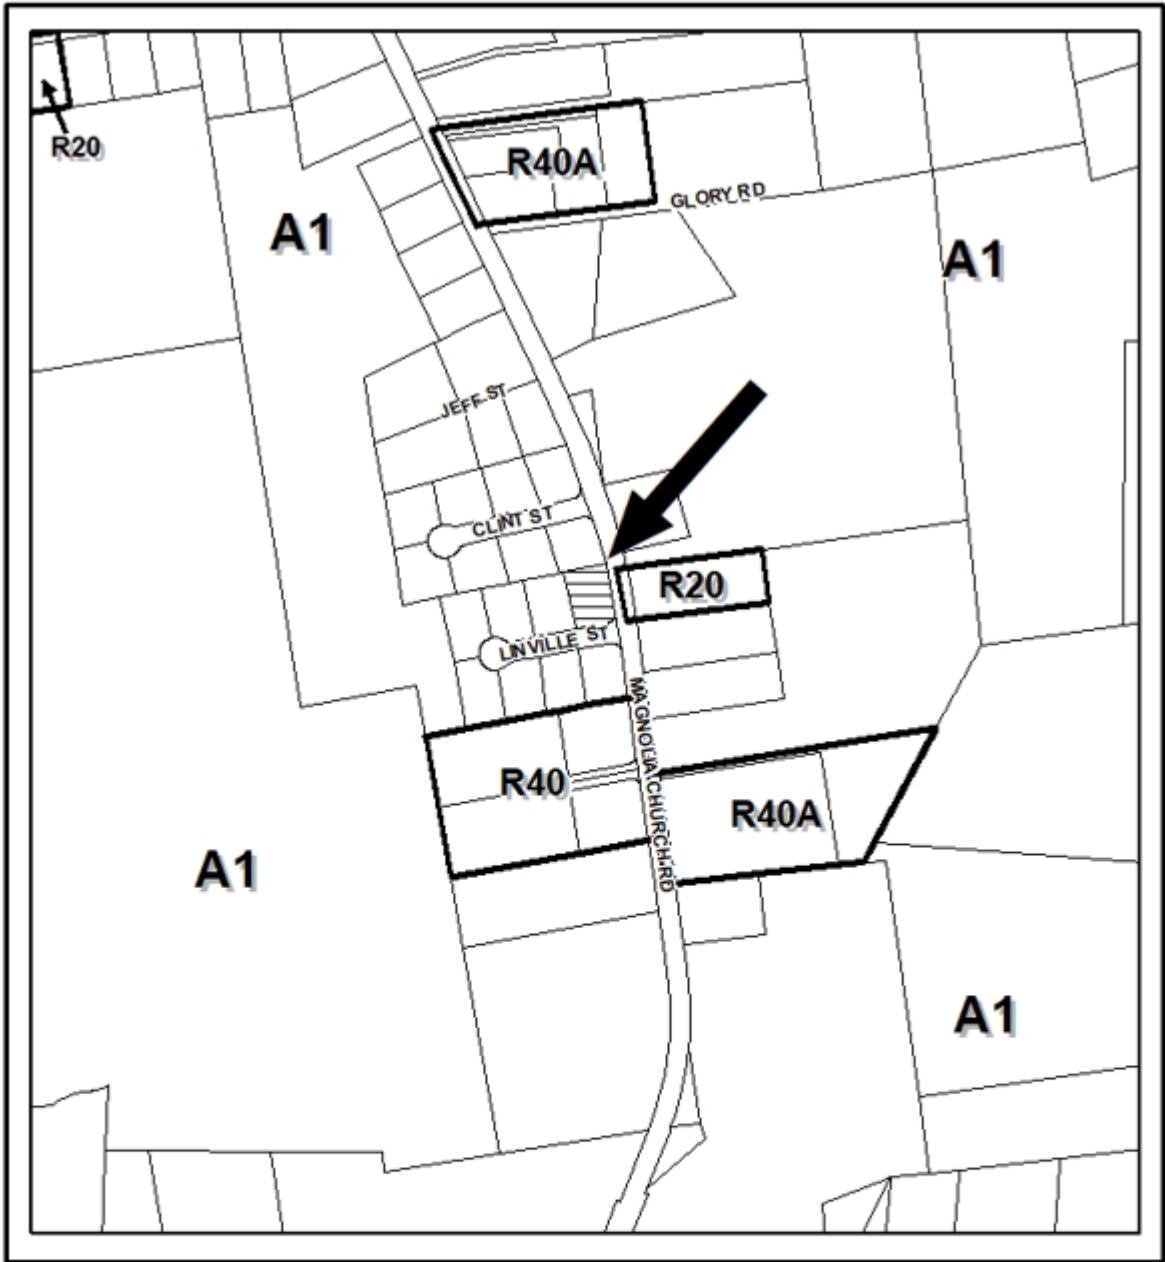 R20
R40A
GLORY RD
A1
A1
JEFF ST
CLINT ST
R20
LINVILLE ST
MAGNOLIA CHURCH RD
R40
R40A
A1
A1